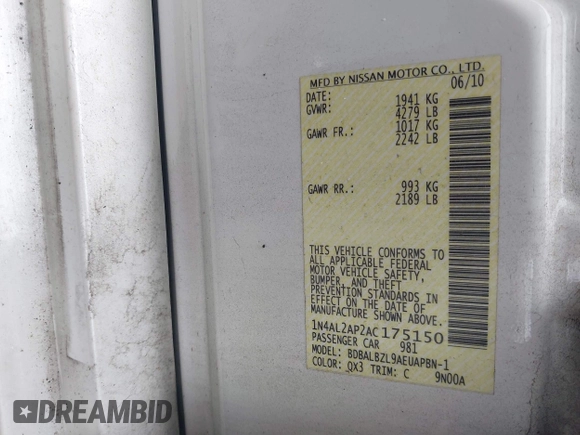 MFD BY NISSAN MOTOR CO., LTD.
DATE: 06/10
GVWR: 1941 KG
4279 LB
GAWR FR.: 1017 KG
2242 LB
GAWR RR.: 993 KG
2189 LB
THIS VEHICLE CONFORMS TO
ALL APPLICABLE FEDERAL
MOTOR VEHICLE SAFETY,
BUMPER, AND THEFT
PREVENTION STANDARDS IN
EFFECT ON THE DATE OF
MANUFACTURE SHOWN ABOVE.
1N4AL2AP2AC175150
PASSENGER CAR 981
MODEL: BDBALBZL9AEUAPBN-1
COLOR: QX3 TRIM: C 9N00A
DREAMBID